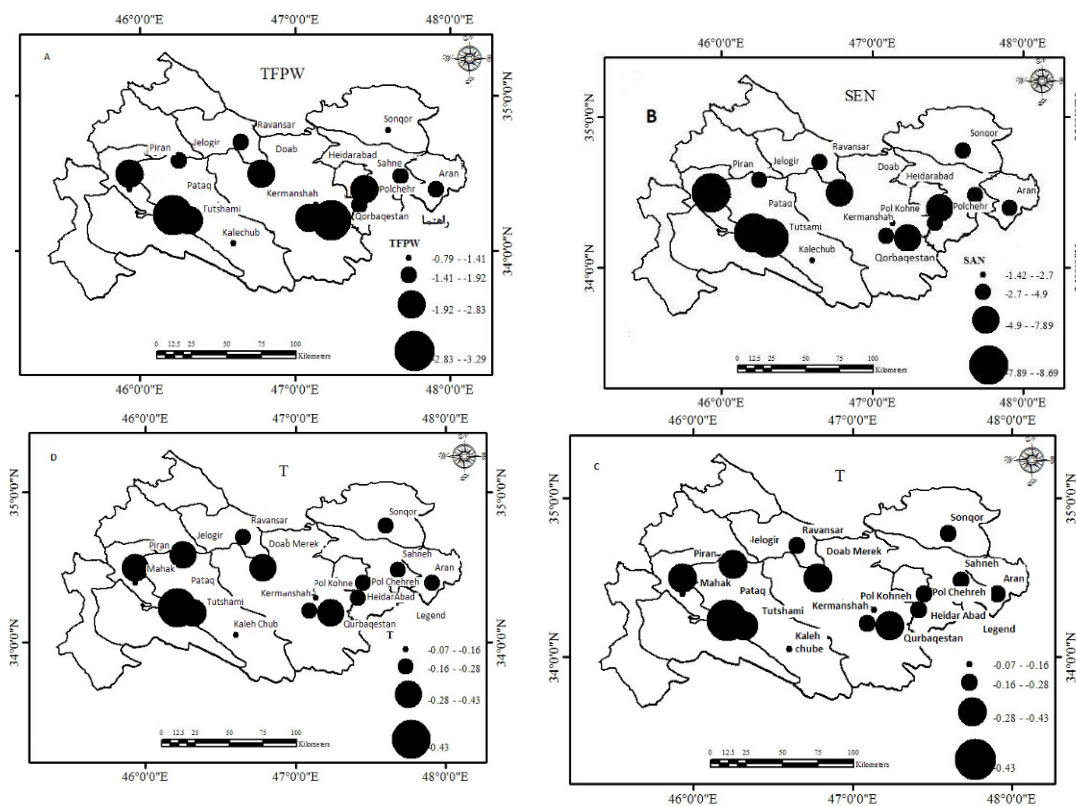 46°0'0"E 47°0'0"E 48°0'0"E
A
TFPW
Sonqor
Ravansar
Jelogir
Piran
Doab
Heidarabad
Sahne
Aran
Pataq
Kermanshah
Polchehr
Tutshami
Qorbaqestan
راهنما
Kalechub
TFPW
-0.79 - -1.41
-1.41 - -1.92
-1.92 - -2.83
-2.83 - -3.29
0 12.5 25 50 75 100
Kilometers
35°0'0"N
34°0'0"N
46°0'0"E 47°0'0"E 48°0'0"E
B
SEN
Sonqor
Ravansar
Jelogir
Piran
Doab
Heidarabad
Aran
Pataq
Pol Kohne
Polchehr
Kermanshah
Tutsami
Qorbaqestan
Kalechub
SAN
-1.42 - -2.7
-2.7 - -4.9
-4.9 - -7.89
-7.89 - -8.69
0 12.5 25 50 75 100
Kilometers
35°0'0"N
34°0'0"N
46°0'0"E 47°0'0"E 48°0'0"E
D
T
Ravansar
Sonqor
Jelogir
Doab Merek
Piran
Sahneh
Mahak
Pataq
Aran
Pol Kohne
Pol Chehreh
Kermanshah
HeidarAbad
Tutshami
Legend
Qurbaqestan
Kaleh Chub
T
-0.07 - -0.16
-0.16 - -0.28
-0.28 - -0.43
-0.43
0 12.5 25 50 75 100
Kilometers
35°0'0"N
34°0'0"N
46°0'0"E 47°0'0"E 48°0'0"E
C
T
Sonqor
Ravansar
Jelogir
Doab Merek
Piran
Sahneh
Aran
Mahak
Pataq
Pol Kohneh
Pol Chehreh
Kermanshah
Tutshami
Heidar Abad
Legend
Qurbaqestan
Kaleh
chube
-0.07 - -0.16
-0.16 - -0.28
-0.28 - -0.43
-0.43
0 12.5 25 50 75 100
Kilometers
35°0'0"N
34°0'0"N